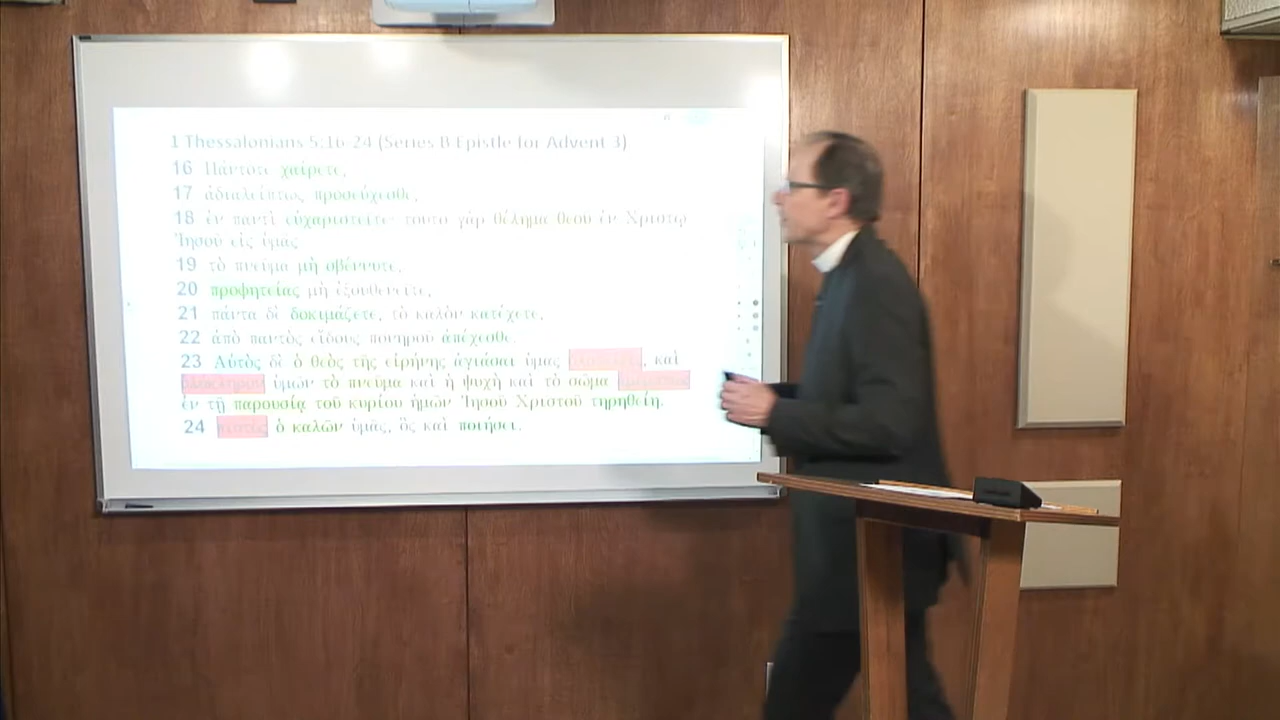 1 Thessalonians 5:16-24 (Series B Epistle for Advent 3)
16 Πάντοτε χαίρετε,
17 ἀδιαλείπτως προσεύχεσθε,
18 ἐν παντὶ εὐχαριστεῖτε· τοῦτο γὰρ θέλημα θεοῦ ἐν Χριστῷ
Ἰησοῦ εἰς ὑμᾶς
19 τὸ πνεῦμα μὴ σβέννυτε,
20 προφητείας μὴ ἐξουθενεῖτε,
21 πάντα δὲ δοκιμάζετε, τὸ καλὸν κατέχετε,
22 ἀπὸ παντὸς εἴδους πονηροῦ ἀπέχεσθε.
23 Αὐτὸς δὲ ὁ θεὸς τῆς εἰρήνης ἁγιάσαι ὑμᾶς ὁλοτελεῖς, καὶ
ὁλόκληρον ὑμῶν τὸ πνεῦμα καὶ ἡ ψυχὴ καὶ τὸ σῶμα ἀμέμπτως
ἐν τῇ παρουσίᾳ τοῦ κυρίου ἡμῶν Ἰησοῦ Χριστοῦ τηρηθείη.
24 πιστὸς ὁ καλῶν ὑμᾶς, ὃς καὶ ποιήσει.